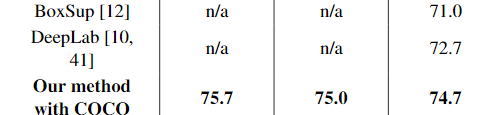 BoxSup [12] n/a n/a 71.0
DeepLab [10,
41] n/a n/a 72.7
Our method
with COCO 75.7 75.0 74.7